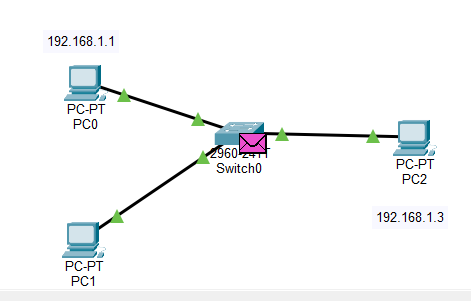 192.168.1.1
PC-PT
PC0
2960-24TT
Switch0
PC-PT
PC2
192.168.1.3
PC-PT
PC1